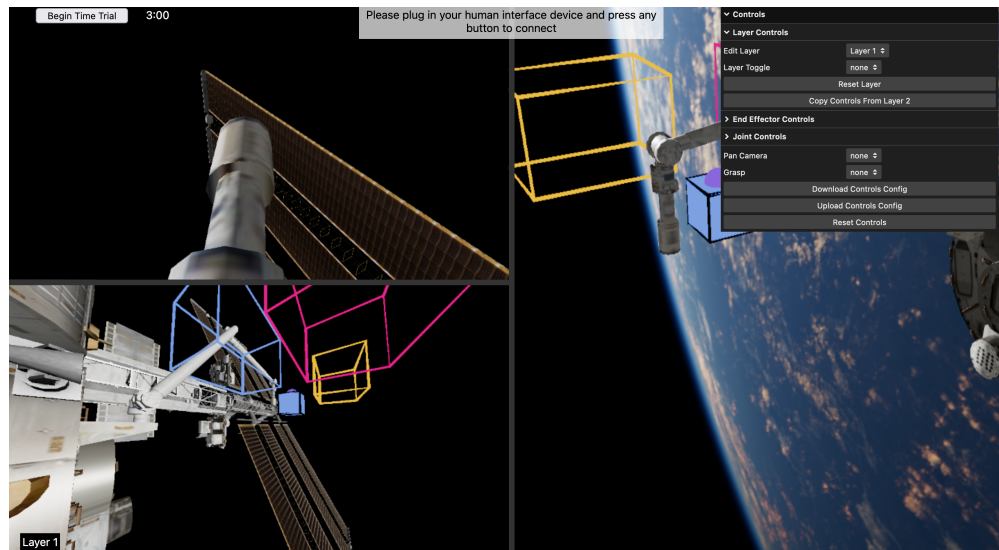 Begin Time Trial
3:00
Please plug in your human interface device and press any
button to connect
Controls
Layer Controls
Edit Layer
Layer 1
Layer Toggle
none
Reset Layer
Copy Controls From Layer 2
End Effector Controls
Joint Controls
Pan Camera
none
Grasp
none
Download Controls Config
Upload Controls Config
Reset Controls
Layer 1